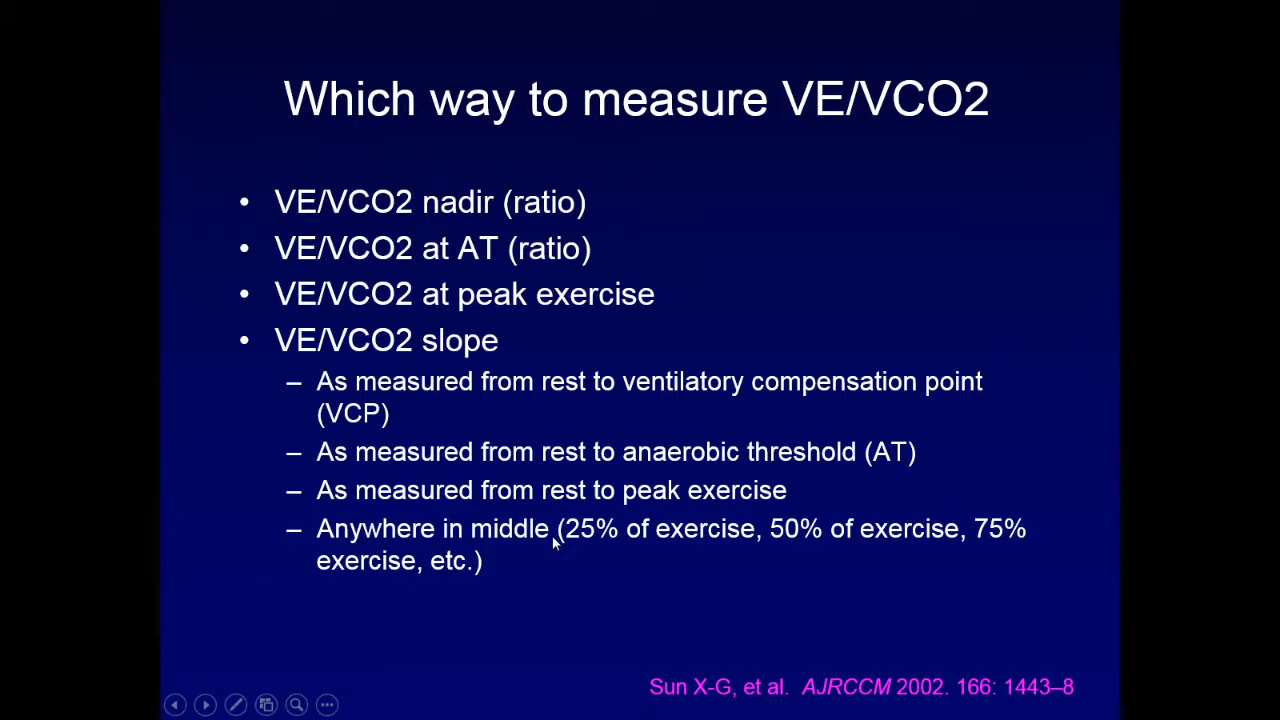 Which way to measure VE/VCO2
• VE/VCO2 nadir (ratio)
• VE/VCO2 at AT (ratio)
• VE/VCO2 at peak exercise
• VE/VCO2 slope
– As measured from rest to ventilatory compensation point
(VCP)
– As measured from rest to anaerobic threshold (AT)
– As measured from rest to peak exercise
– Anywhere in middle (25% of exercise, 50% of exercise, 75%
exercise, etc.)
Sun X-G, et al. AJRCCM 2002. 166: 1443–8